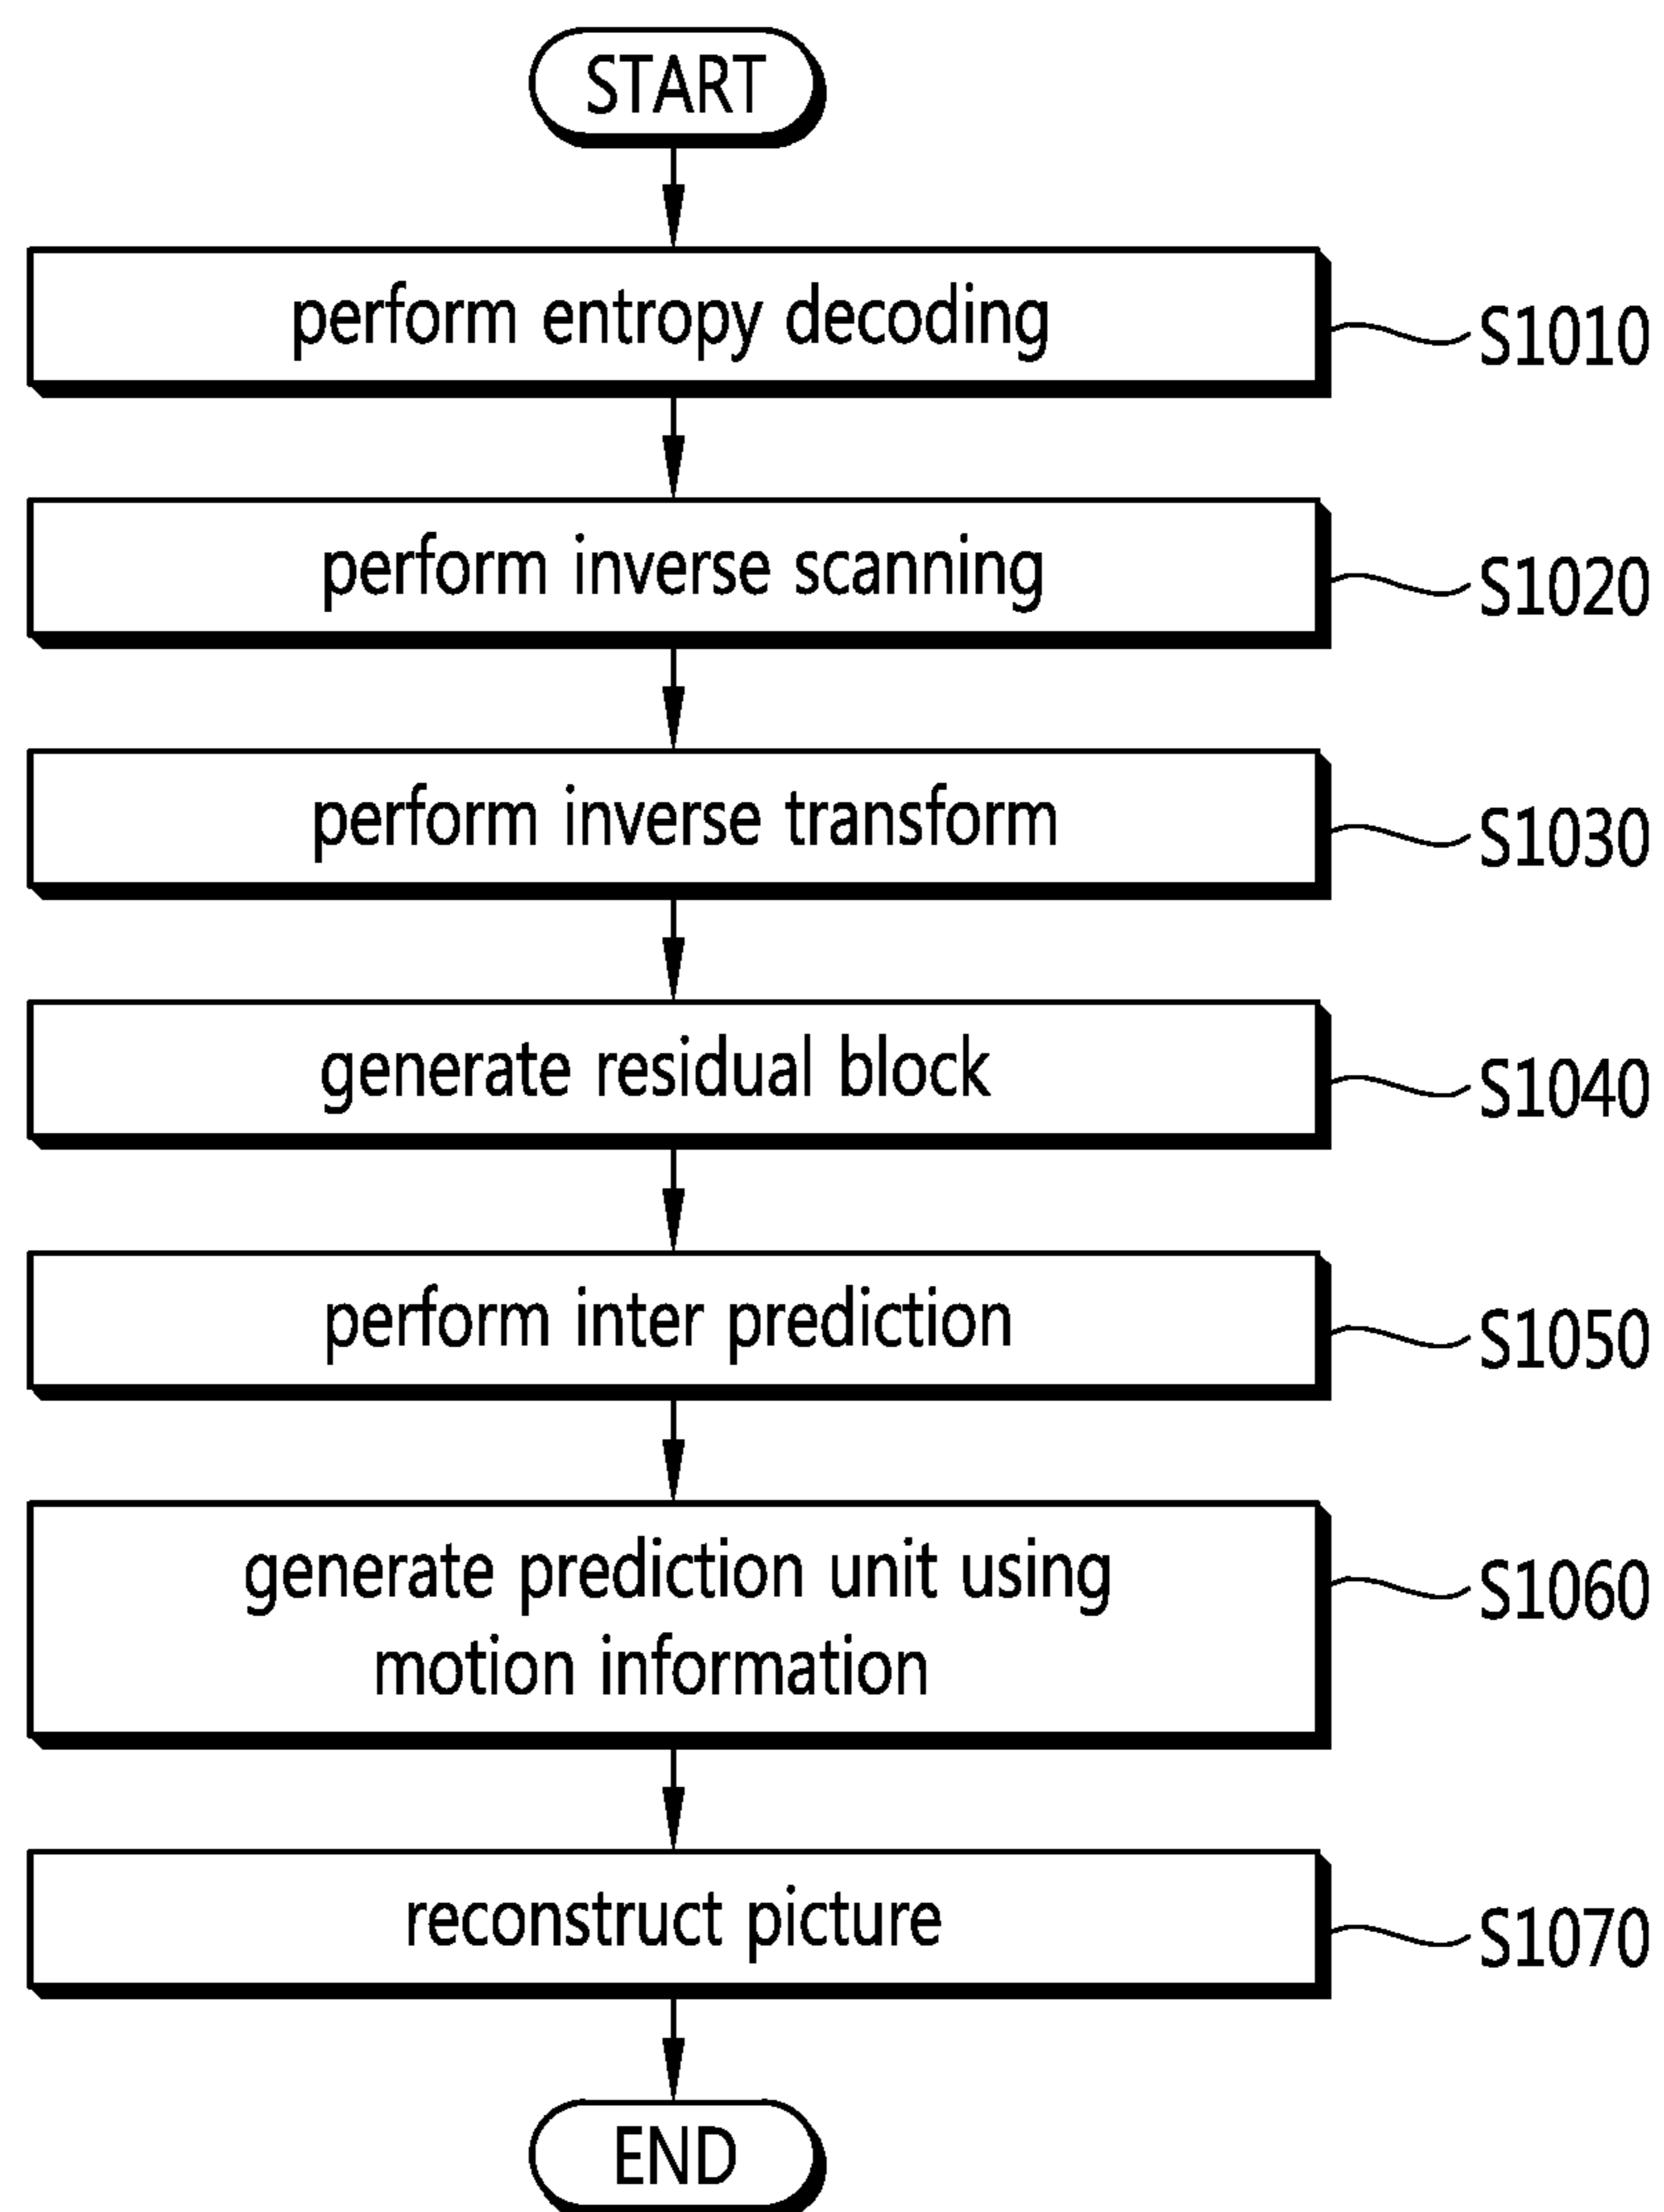 START
perform entropy decoding
S1010
perform inverse scanning
S1020
perform inverse transform
S1030
generate residual block
S1040
perform inter prediction
S1050
generate prediction unit using
motion information
S1060
reconstruct picture
S1070
END